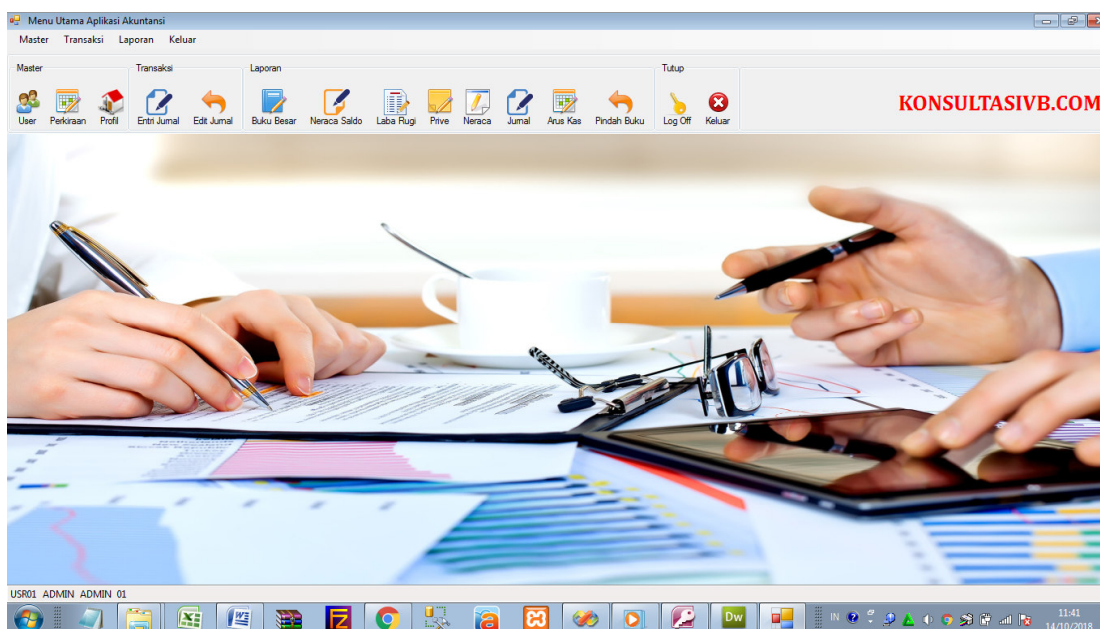 Menu Utama Aplikasi Akuntansi
Master Transaksi Laporan Keluar
Master Transaksi Laporan Tutup
User Perkiraan Profil Entri Jurnal Edit Jurnal Buku Besar Neraca Saldo Laba Rugi Prive Neraca Jurnal Arus Kas Pindah Buku Log Off Keluar
KONSULTASIVB.COM
USR01 ADMIN ADMIN 01
Dw
IN
11:41
14/10/2018